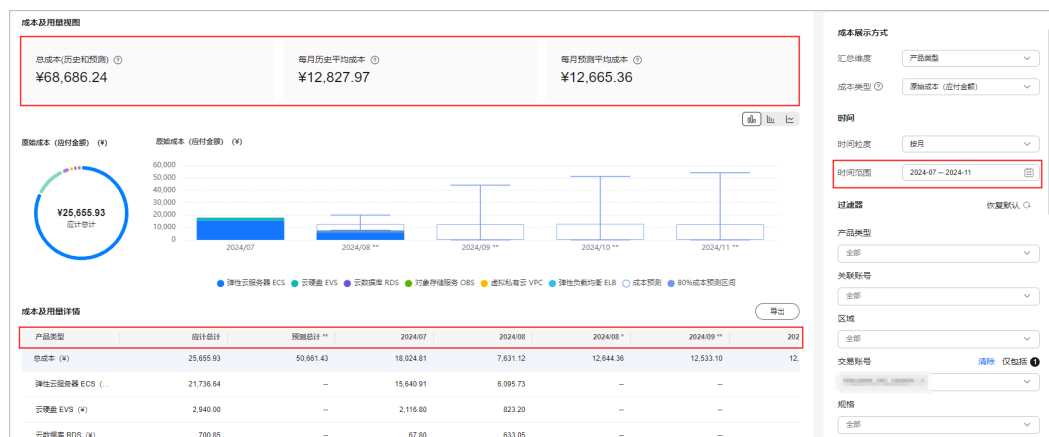 成本及用量视图
总成本(历史和预测)
¥68,686.24
每月历史平均成本
¥12,827.97
每月预测平均成本
¥12,665.36
原始成本（应付金额）(¥)
¥25,655.93
应计总计
原始成本（应付金额）(¥)
60,000
50,000
40,000
30,000
20,000
10,000
0
2024/07 2024/08 ** 2024/09 ** 2024/10 ** 2024/11 **
弹性云服务器 ECS 云硬盘 EVS 云数据库 RDS 对象存储服务 OBS 虚拟私有云 VPC 弹性负载均衡 ELB 成本预测 80%成本预测区间
成本及用量详情 导出
产品类型 应计总计 预测总计 ** 2024/07 2024/08 2024/08 * 2024/09 ** 202
总成本 (¥) 25,655.93 50,661.43 18,024.81 7,631.12 12,644.36 12,533.10 12,
弹性云服务器 ECS (... 21,736.64 -- 15,640.91 6,095.73 -- --
云硬盘 EVS (¥) 2,940.00 -- 2,116.80 823.20 -- --
云数据库 RDS (¥) 700.85 -- 67.80 633.05 -- --
成本展示方式
汇总维度 产品类型
成本类型 原始成本（应付金额）
时间
时间粒度 按月
时间范围 2024-07 -- 2024-11
过滤器 恢复默认
产品类型
全部
关联账号
全部
区域
全部
交易账号 清除 仅包括 1
规格
全部